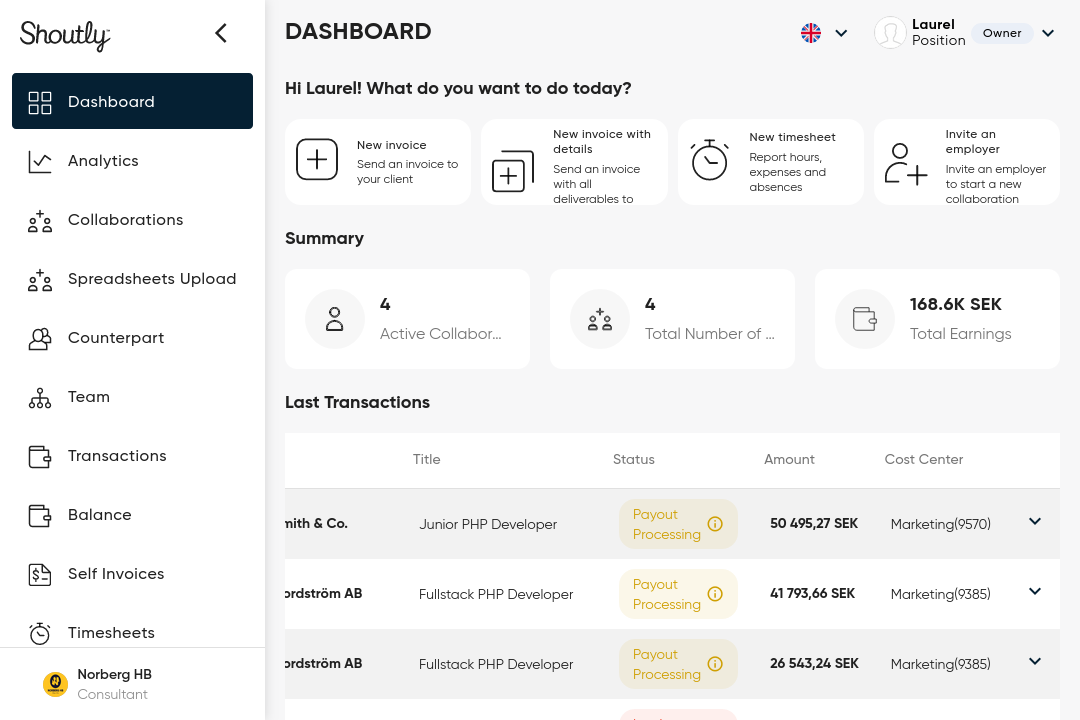 Shoutly
DASHBOARD
Laurel
Position
Owner
Dashboard
Analytics
Collaborations
Spreadsheets Upload
Counterpart
Team
Transactions
Balance
Self Invoices
Timesheets
Norberg HB
Consultant
Hi Laurel! What do you want to do today?
New invoice
Send an invoice to
your client
New invoice with
details
Send an invoice
with all
deliverables to
New timesheet
Report hours,
expenses and
absences
Invite an
employer
Invite an employer
to start a new
collaboration
Summary
4
Active Collabor...
4
Total Number of ...
168.6K SEK
Total Earnings
Last Transactions
Title Status Amount Cost Center
mith & Co. Junior PHP Developer Payout Processing 50 495,27 SEK Marketing(9570)
ordström AB Fullstack PHP Developer Payout Processing 41 793,66 SEK Marketing(9385)
ordström AB Fullstack PHP Developer Payout Processing 26 543,24 SEK Marketing(9385)